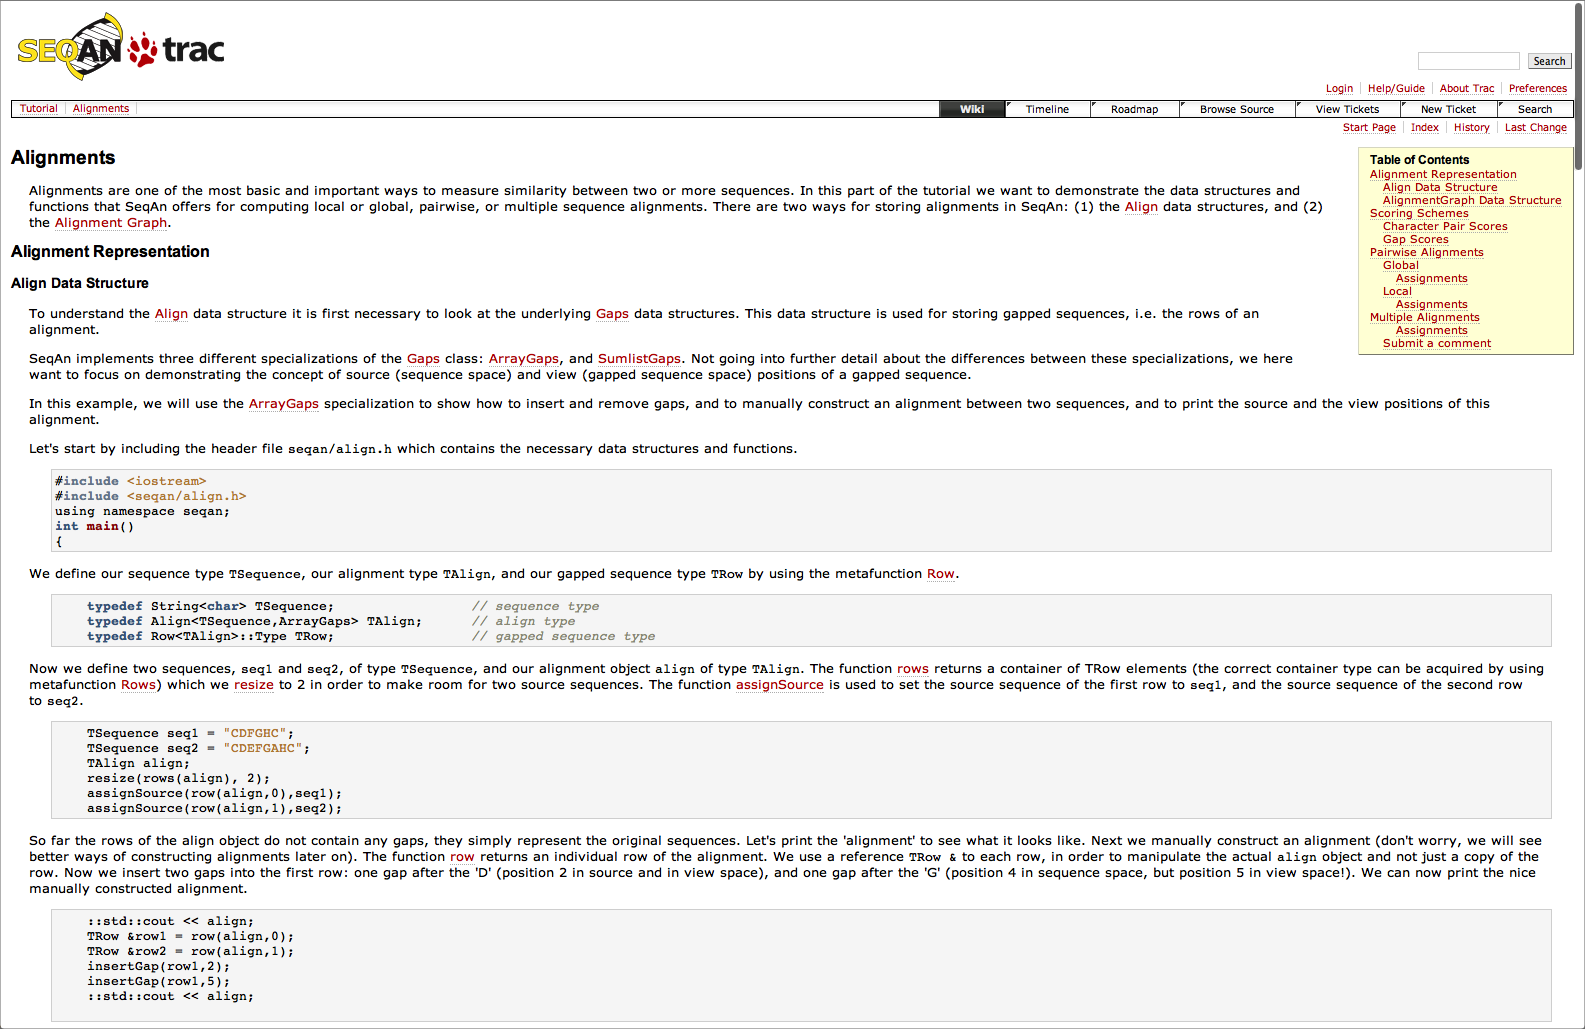 SEQAN trac
Search
Login Help/Guide About Trac Preferences
Tutorial Alignments Wiki Timeline Roadmap Browse Source View Tickets New Ticket Search
Start Page Index History Last Change
Alignments
Alignments are one of the most basic and important ways to measure similarity between two or more sequences. In this part of the tutorial we want to demonstrate the data structures and
functions that SeqAn offers for computing local or global, pairwise, or multiple sequence alignments. There are two ways for storing alignments in SeqAn: (1) the Align data structures, and (2)
the Alignment Graph.
Table of Contents
Alignment Representation
Align Data Structure
AlignmentGraph Data Structure
Scoring Schemes
Character Pair Scores
Gap Scores
Pairwise Alignments
Global
Assignments
Local
Assignments
Multiple Alignments
Assignments
Submit a comment
Alignment Representation
Align Data Structure
To understand the Align data structure it is first necessary to look at the underlying Gaps data structures. This data structure is used for storing gapped sequences, i.e. the rows of an
alignment.
SeqAn implements three different specializations of the Gaps class: ArrayGaps, and SumlistGaps. Not going into further detail about the differences between these specializations, we here
want to focus on demonstrating the concept of source (sequence space) and view (gapped sequence space) positions of a gapped sequence.
In this example, we will use the ArrayGaps specialization to show how to insert and remove gaps, and to manually construct an alignment between two sequences, and to print the source and the view positions of this
alignment.
Let's start by including the header file seqan/align.h which contains the necessary data structures and functions.
#include <iostream>
#include <seqan/align.h>
using namespace seqan;
int main()
{
We define our sequence type TSequence, our alignment type TAlign, and our gapped sequence type TRow by using the metafunction Row.
typedef String<char> TSequence; // sequence type
typedef Align<TSequence,ArrayGaps> TAlign; // align type
typedef Row<TAlign>::Type TRow; // gapped sequence type
Now we define two sequences, seq1 and seq2, of type TSequence, and our alignment object align of type TAlign. The function rows returns a container of TRow elements (the correct container type can be acquired by using
metafunction Rows) which we resize to 2 in order to make room for two source sequences. The function assignSource is used to set the source sequence of the first row to seq1, and the source sequence of the second row
to seq2.
TSequence seq1 = "CDFGHC";
TSequence seq2 = "CDEFGAHC";
TAlign align;
resize(rows(align), 2);
assignSource(row(align,0),seq1);
assignSource(row(align,1),seq2);
So far the rows of the align object do not contain any gaps, they simply represent the original sequences. Let's print the 'alignment' to see what it looks like. Next we manually construct an alignment (don't worry, we will see
better ways of constructing alignments later on). The function row returns an individual row of the alignment. We use a reference TRow & to each row, in order to manipulate the actual align object and not just a copy of the
row. Now we insert two gaps into the first row: one gap after the 'D' (position 2 in source and in view space), and one gap after the 'G' (position 4 in sequence space, but position 5 in view space!). We can now print the nice
manually constructed alignment.
::std::cout << align;
TRow &row1 = row(align,0);
TRow &row2 = row(align,1);
insertGap(row1,2);
insertGap(row1,5);
::std::cout << align;